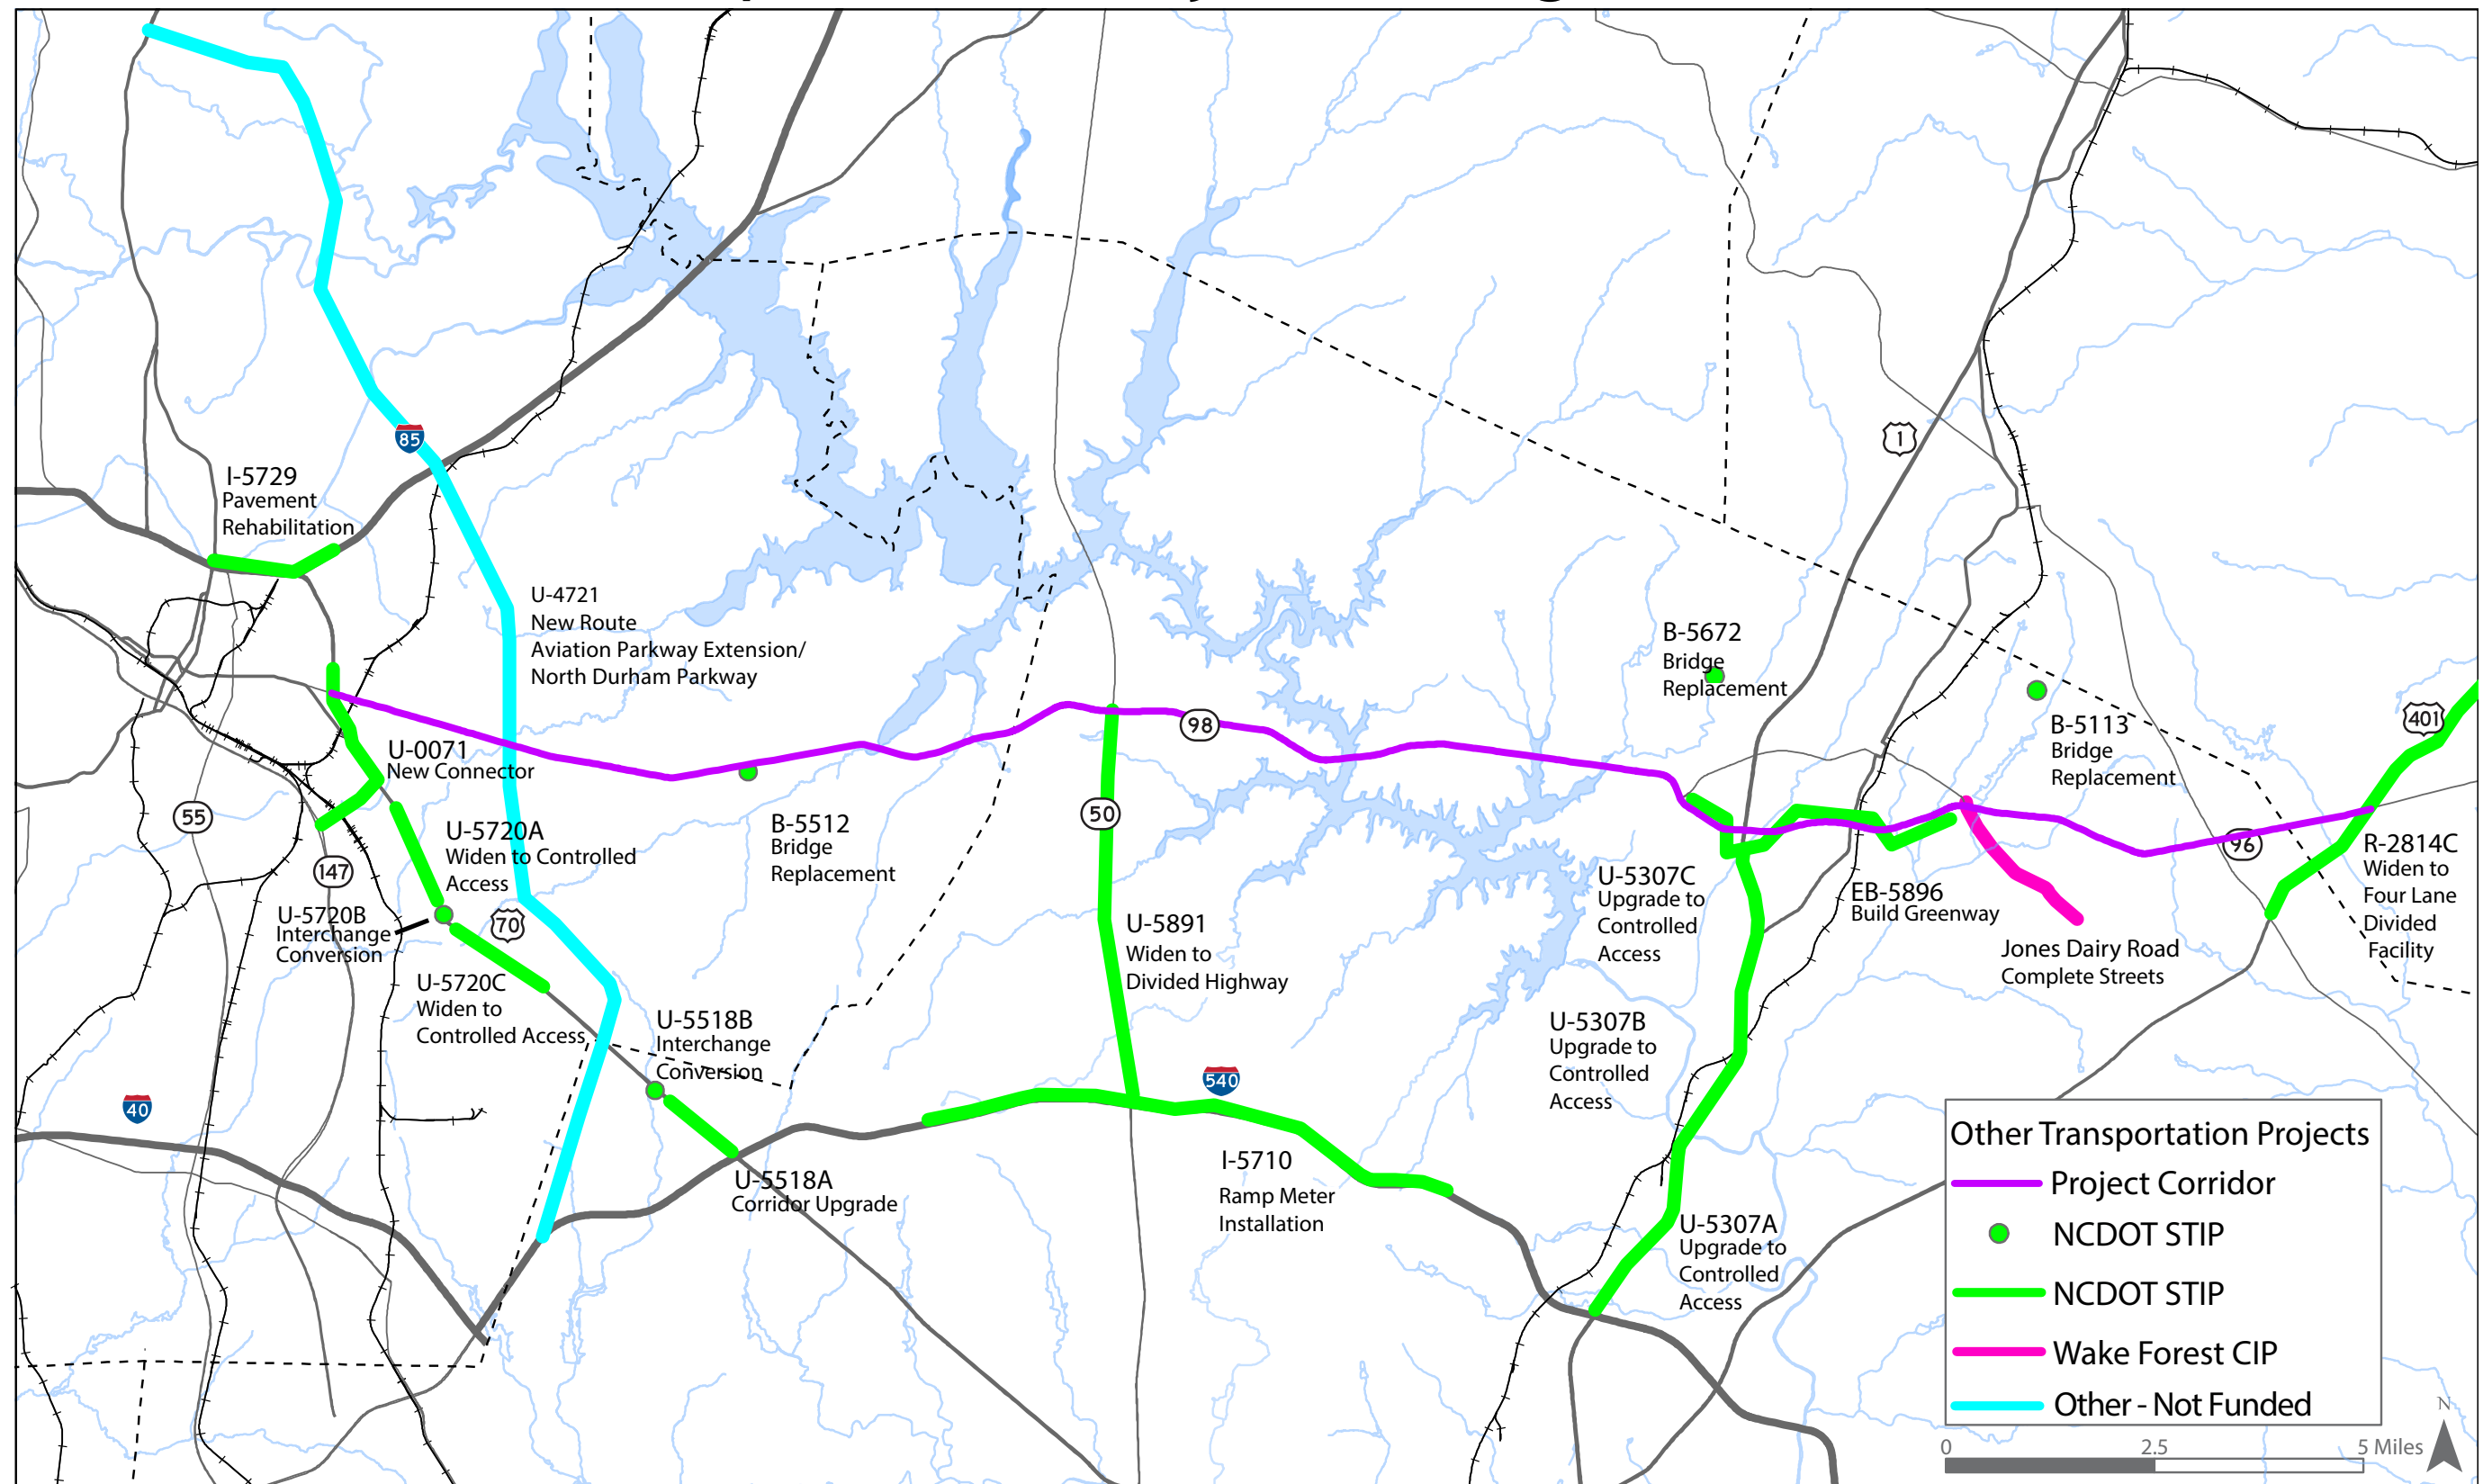 85
1
I-5729
Pavement
Rehabilitation
U-4721
New Route
Aviation Parkway Extension/
North Durham Parkway
B-5672
Bridge
Replacement
98
401
B-5113
Bridge
Replacement
U-0071
New Connector
55
50
147
U-5720A
Widen to Controlled
Access
B-5512
Bridge
Replacement
96
R-2814C
Widen to
Four Lane
Divided
Facility
U-5307C
Upgrade to
Controlled
Access
EB-5896
Build Greenway
U-5720B
Interchange
Conversion
70
U-5891
Widen to
Divided Highway
Jones Dairy Road
Complete Streets
U-5720C
Widen to
Controlled Access
U-5518B
Interchange
Conversion
U-5307B
Upgrade to
Controlled
Access
40
540
I-5710
Ramp Meter
Installation
U-5518A
Corridor Upgrade
U-5307A
Upgrade to
Controlled
Access
Other Transportation Projects
Project Corridor
NCDOT STIP
NCDOT STIP
Wake Forest CIP
Other - Not Funded
N
0 2.5 5 Miles